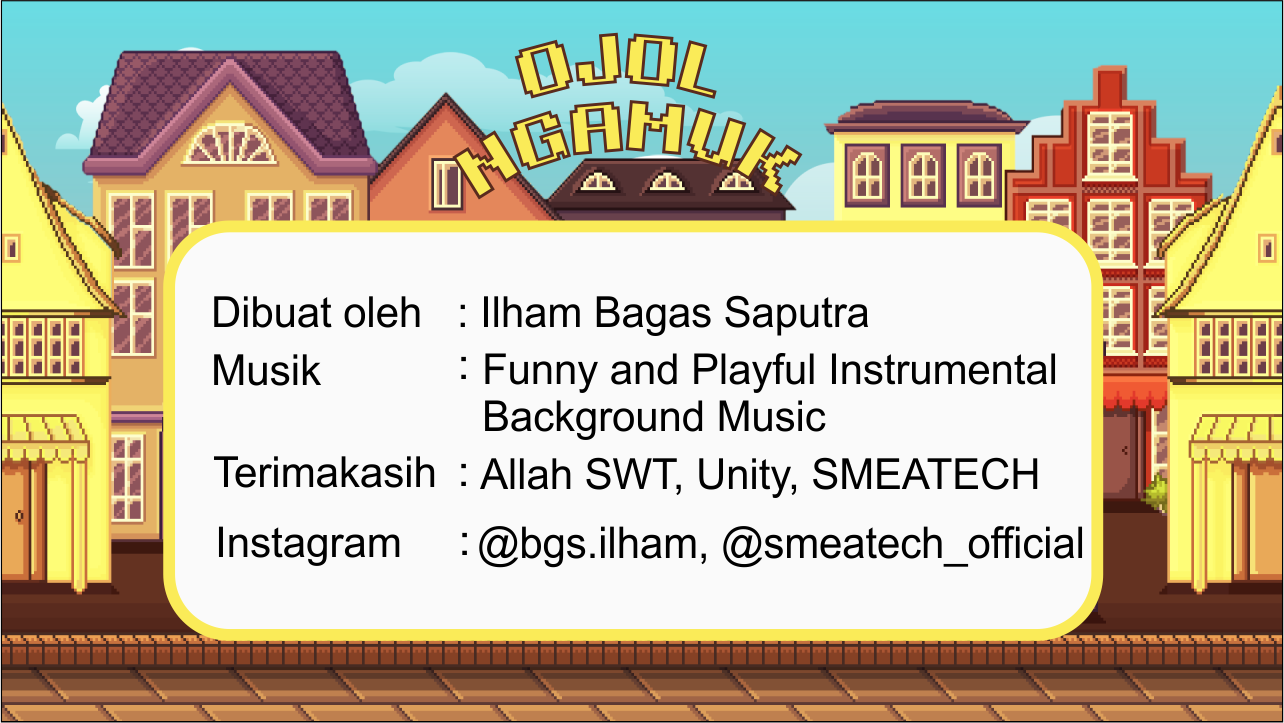 OJOL
NGAMUK
Dibuat oleh : Ilham Bagas Saputra
Musik : Funny and Playful Instrumental
Background Music
Terimakasih : Allah SWT, Unity, SMEATECH
Instagram : @bgs.ilham, @smeatech_official